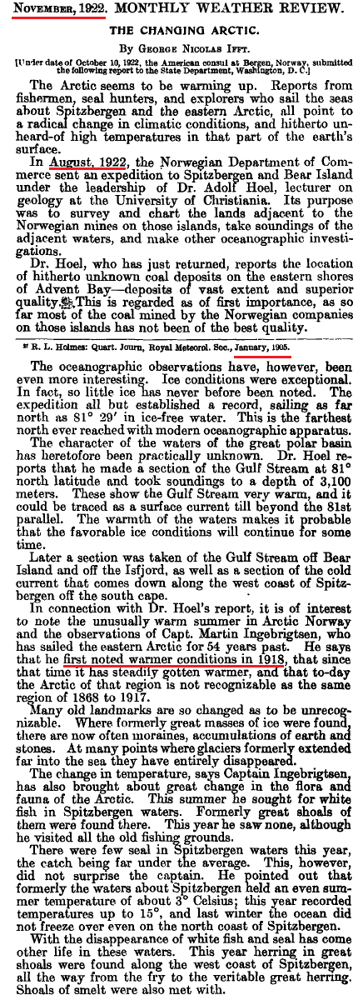 NOVEMBER, 1922. MONTHLY WEATHER REVIEW.
THE CHANGING ARCTIC.
By GEORGE NICOLAS IFFT.
[Under date of October 10, 1922, the American consul at Bergen, Norway, submitted
the following report to the State Department, Washington, D. C.]
The Arctic seems to be warming up. Reports from
fishermen, seal hunters, and explorers who sail the seas
about Spitzbergen and the eastern Arctic, all point to
a radical change in climatic conditions, and hitherto un-
heard-of high temperatures in that part of the earth's
surface.
In August, 1922, the Norwegian Department of Com-
merce sent an expedition to Spitzbergen and Bear Island
under the leadership of Dr. Adolf Hoel, lecturer on
geology at the University of Christiania. Its purpose
was to survey and chart the lands adjacent to the
Norwegian mines on those islands, take soundings of the
adjacent waters, and make other oceanographic investi-
gations.
Dr. Hoel, who has just returned, reports the location
of hitherto unknown coal deposits on the eastern shores
of Advent Bay—deposits of vast extent and superior
quality. This is regarded as of first importance, as so
far most of the coal mined by the Norwegian companies
on those islands has not been of the best quality.
R. L. Holmes: Quart. Journ, Royal Meteorol. Soc., January, 1905.
The oceanographic observations have, however, been
even more interesting. Ice conditions were exceptional.
In fact, so little ice has never before been noted. The
expedition all but established a record, sailing as far
north as 81° 29′ in ice-free water. This is the farthest
north ever reached with modern oceanographic apparatus.
The character of the waters of the great polar basin
has heretofore been practically unknown. Dr. Hoel re-
ports that he made a section of the Gulf Stream at 81°
north latitude and took soundings to a depth of 3,100
meters. These show the Gulf Stream very warm, and it
could be traced as a surface current till beyond the 81st
parallel. The warmth of the waters makes it probable
that the favorable ice conditions will continue for some
time.
Later a section was taken of the Gulf Stream off Bear
Island and off the Isfjord, as well as a section of the cold
current that comes down along the west coast of Spitz-
bergen off the south cape.
In connection with Dr. Hoel's report, it is of interest
to note the unusually warm summer in Arctic Norway
and the observations of Capt. Martin Ingebrigtsen, who
has sailed the eastern Arctic for 54 years past. He says
that he first noted warmer conditions in 1918, that since
that time it has steadily gotten warmer, and that to-day
the Arctic of that region is not recognizable as the same
region of 1868 to 1917.
Many old landmarks are so changed as to be unrecog-
nizable. Where formerly great masses of ice were found,
there are now often moraines, accumulations of earth and
stones. At many points where glaciers formerly extended
far into the sea they have entirely disappeared.
The change in temperature, says Captain Ingebrigtsen,
has also brought about great change in the flora and
fauna of the Arctic. This summer he sought for white
fish in Spitzbergen waters. Formerly great shoals of
them were found there. This year he saw none, although
he visited all the old fishing grounds.
There were few seal in Spitzbergen waters this year,
the catch being far under the average. This, however,
did not surprise the captain. He pointed out that
formerly the waters about Spitzbergen held an even sum-
mer temperature of about 3° Celsius; this year recorded
temperatures up to 15°, and last winter the ocean did
not freeze over even on the north coast of Spitzbergen.
With the disappearance of white fish and seal has come
other life in these waters. This year herring in great
shoals were found along the west coast of Spitzbergen,
all the way from the fry to the veritable great herring.
Shoals of smelt were also met with.